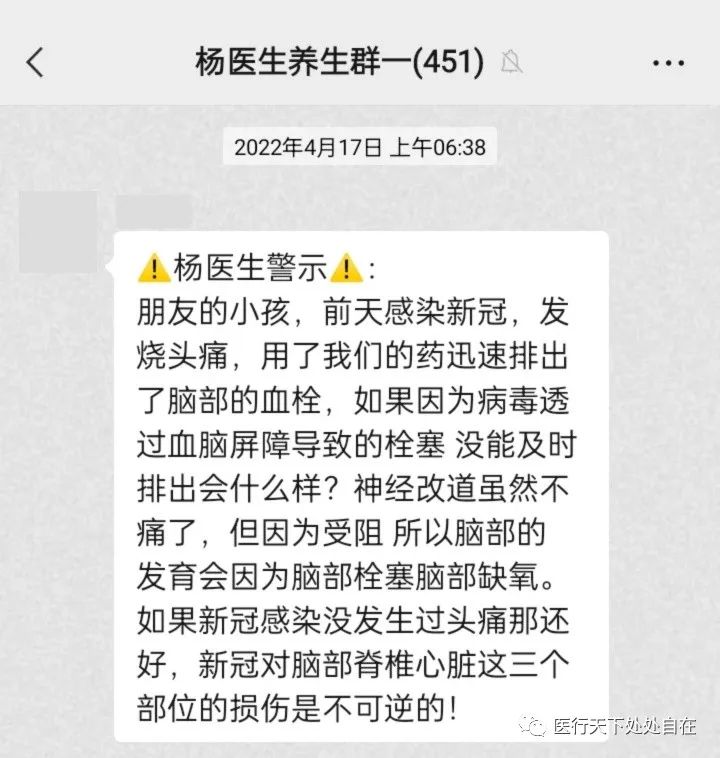 杨医生养生群一(451)
2022年4月17日 上午06:38
⚠️杨医生警示⚠️:
朋友的小孩，前天感染新冠，发
烧头痛，用了我们的药迅速排出
了脑部的血栓，如果因为病毒透
过血脑屏障导致的栓塞 没能及时
排出会什么样？神经改道虽然不
痛了，但因为受阻 所以脑部的
发育会因为脑部栓塞脑部缺氧。
如果新冠感染没发生过头痛那还
好，新冠对脑部脊椎心脏这三个
部位的损伤是不可逆的！
医行天下处处自在